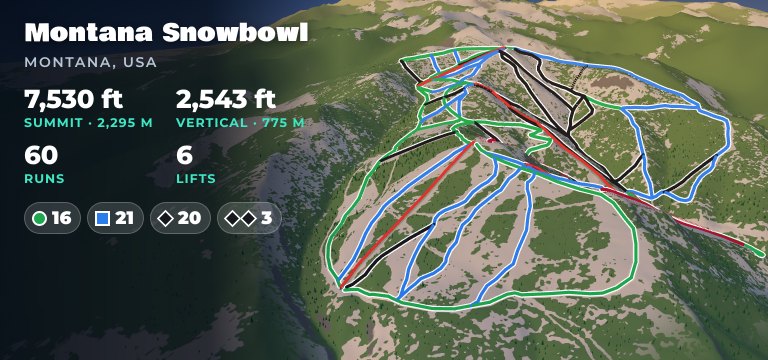 Montana Snowbowl
MONTANA, USA
7,530 ft 2,543 ft
SUMMIT · 2,295 M VERTICAL · 775 M
60 6
RUNS LIFTS
16 21 20 3